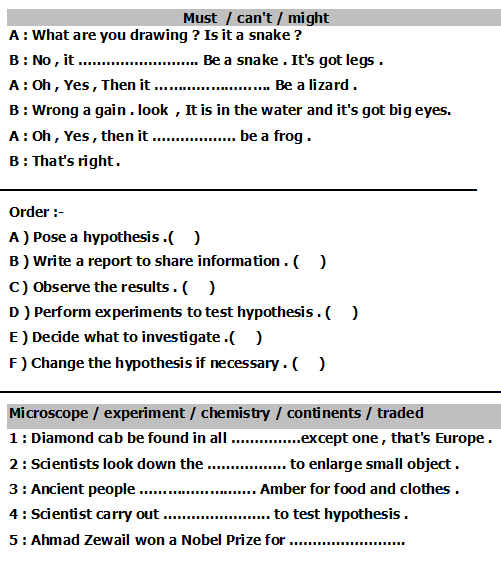 Must / can't / might
A : What are you drawing ? Is it a snake ?
B : No , it .......................... Be a snake . It's got legs .
A : Oh , Yes , Then it ......................... Be a lizard .
B : Wrong a gain . look , It is in the water and it's got big eyes.
A : Oh , Yes , then it .................. be a frog .
B : That's right .
Order :-
A ) Pose a hypothesis .( )
B ) Write a report to share information . ( )
C ) Observe the results . ( )
D ) Perform experiments to test hypothesis . ( )
E ) Decide what to investigate .( )
F ) Change the hypothesis if necessary . ( )
Microscope / experiment / chemistry / continents / traded
1 : Diamond cab be found in all ...............except one , that's Europe .
2 : Scientists look down the ................. to enlarge small object .
3 : Ancient people ......................... Amber for food and clothes .
4 : Scientist carry out ....................... to test hypothesis .
5 : Ahmad Zewail won a Nobel Prize for .........................